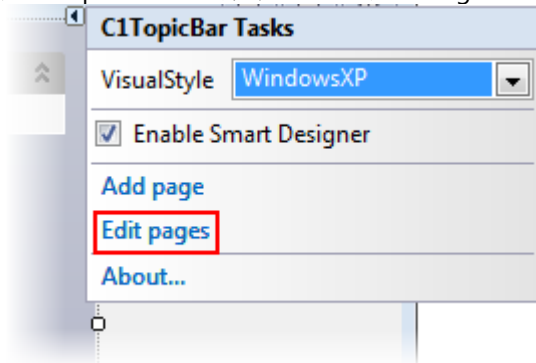 C1TopicBar Tasks
VisualStyle WindowsXP
Enable Smart Designer
Add page
Edit pages
About...